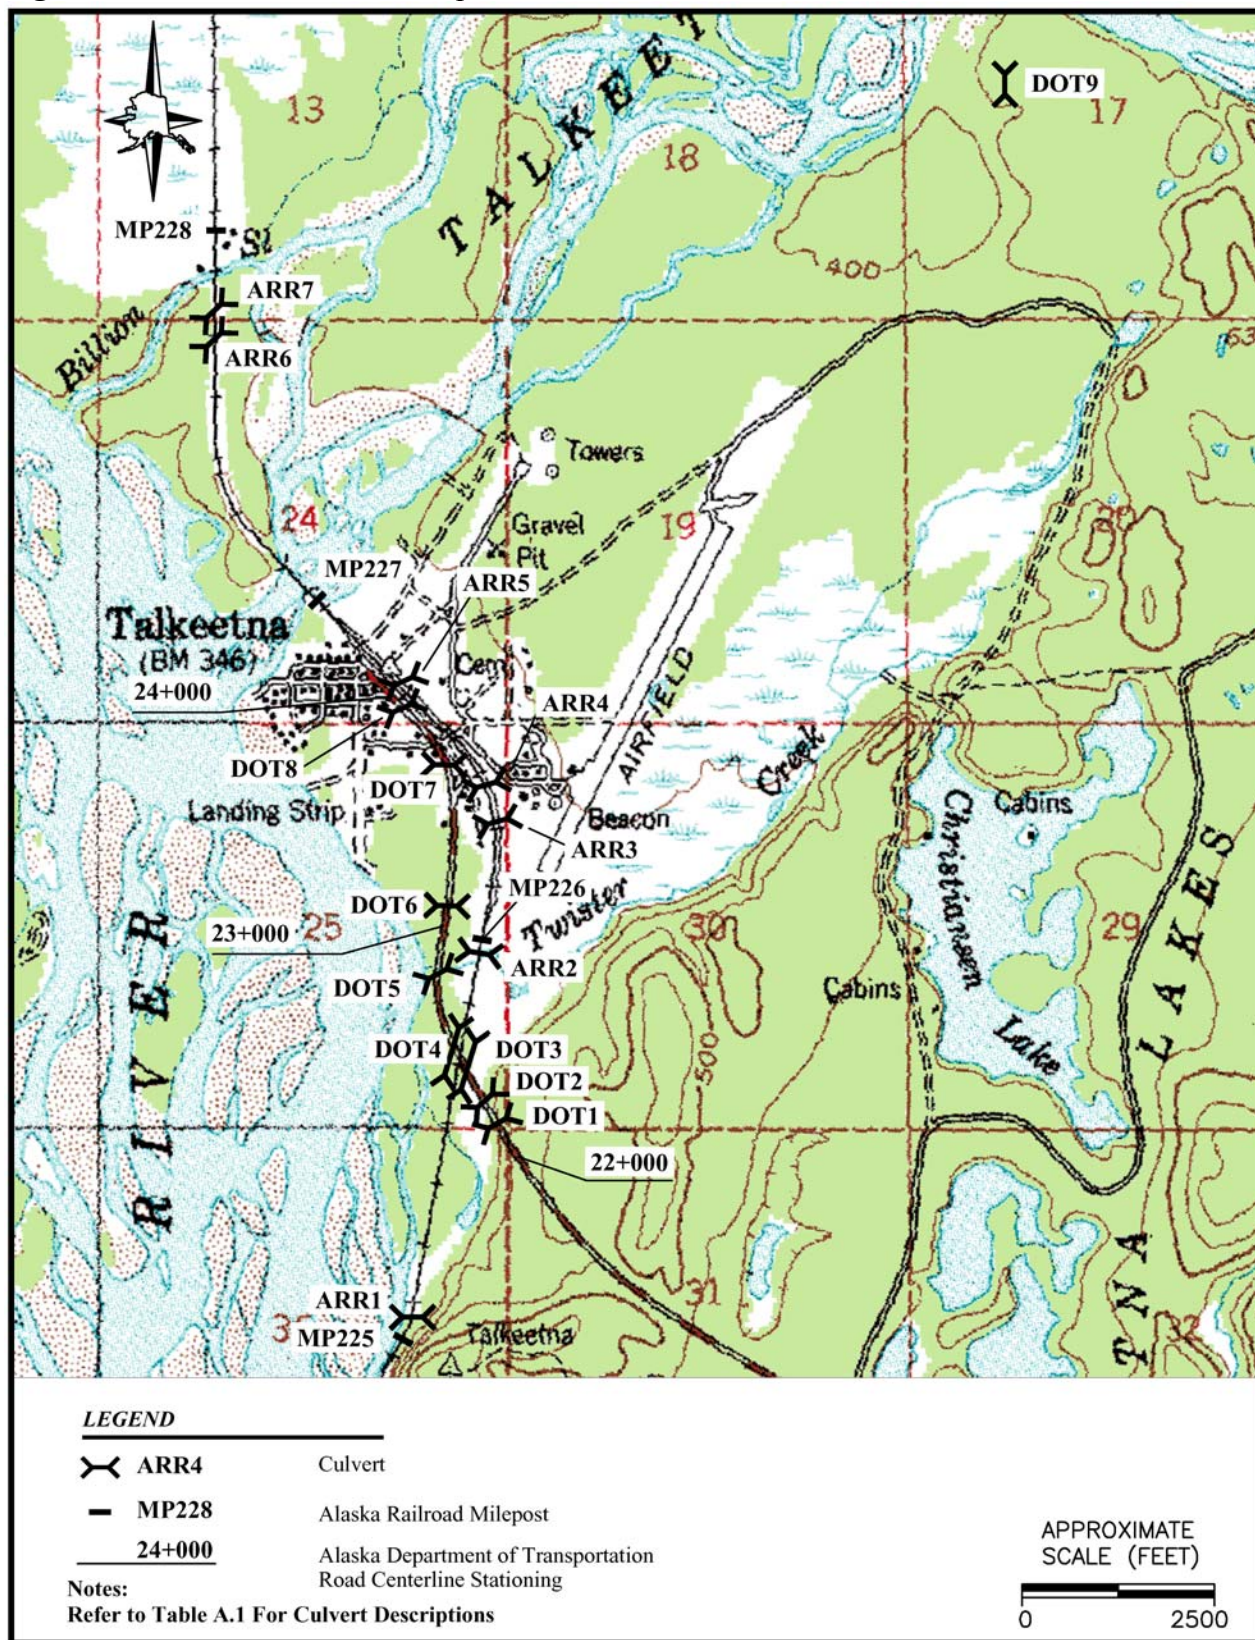 DOT9
13
17
18
TALKEET
MP228
Sl
400
ARR7
Billion
ARR6
Towers
24
19
Gravel
Pit
MP227
ARR5
Talkeetna
(BM 346)
Cem
24+000
ARR4
AIRFIELD
DOT8
Creek
DOT7
Landing Strip
Beacon
Cabins
Christiansen
ARR3
MP226
Twister
DOT6
25
30
29
23+000
ARR2
DOT5
Cabins
RIVER
LAKES
Lake
DOT4
DOT3
500
DOT2
DOT1
22+000
TNA
ARR1
31
32
MP225
Talkeetna
LEGEND
ARR4 Culvert
MP228 Alaska Railroad Milepost
24+000 Alaska Department of Transportation
Road Centerline Stationing
Notes:
Refer to Table A.1 For Culvert Descriptions
APPROXIMATE
SCALE (FEET)
0 2500